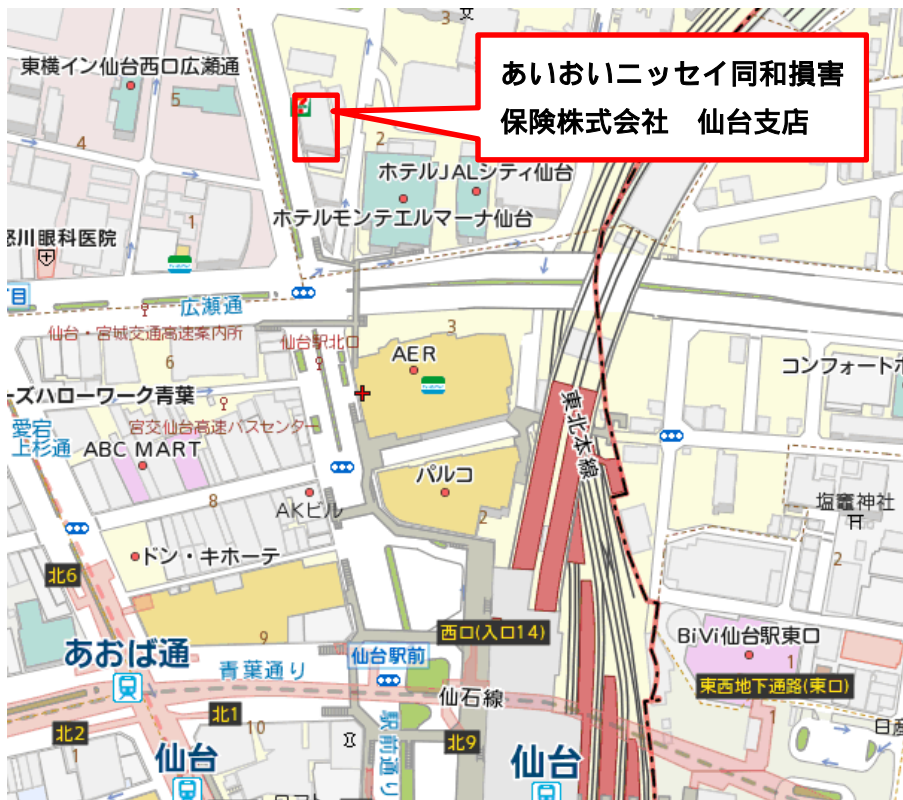 3
東横イン仙台西口広瀬通
あいおいニッセイ同和損害
保険株式会社 仙台支店
5
4
2
ホテルJALシティ仙台
1
ホテルモンテエルマーナ仙台
怒川眼科医院
目
広瀬通
仙台・宮城交通高速案内所
仙台駅北口
3
AER
6
コンフォートホ
ーズハローワーク青葉
東北本線
愛宕
上杉通
宮交仙台高速バスセンター
ABC MART
パルコ
8
AKビル
2
塩竈神社
ドン・キホーテ
2
北6
9
西口(入口14)
BiVi仙台駅東口
あおば通
仙台駅前
1
青葉通り
東西地下通路(東口)
仙石線
北1
駅前通り
1
北2
10
北9
日産
1
仙台
仙台